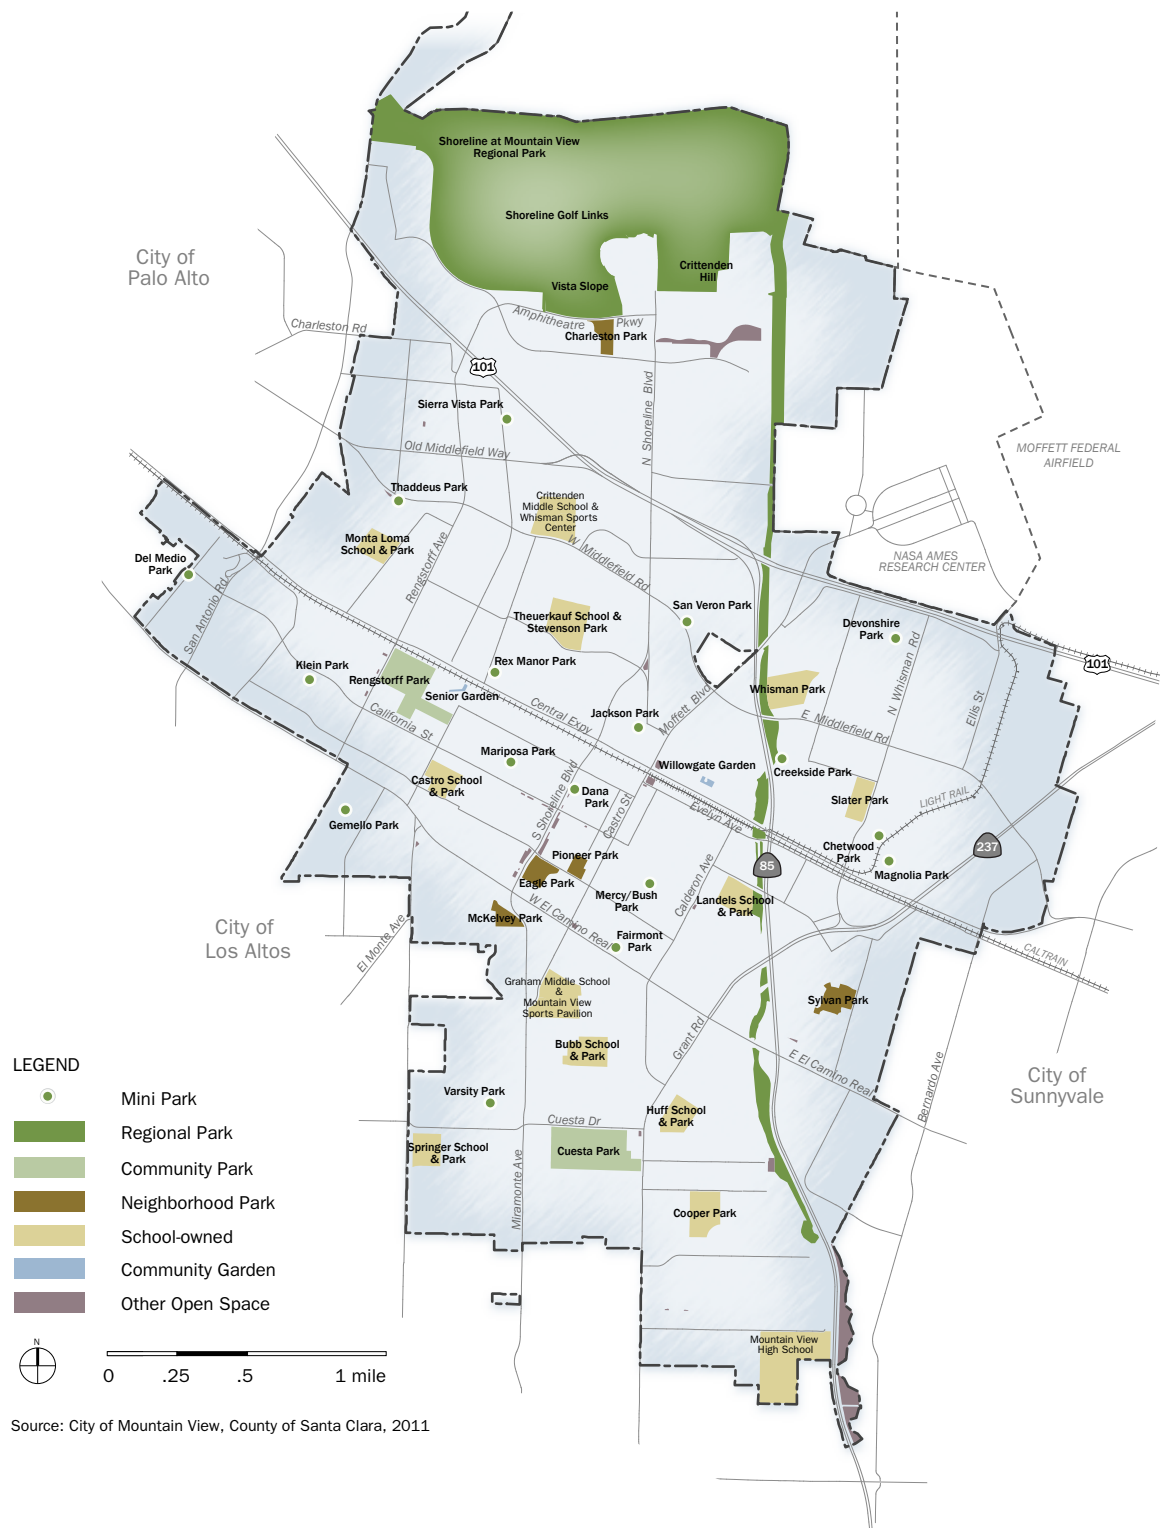 Shoreline at Mountain View
Regional Park
Shoreline Golf Links
Crittenden
Hill
Vista Slope
City of
Palo Alto
Amphitheatre Pkwy
Charleston Rd
Charleston Park
101
N Shoreline Blvd
Sierra Vista Park
Old Middlefield Way
MOFFETT FEDERAL
AIRFIELD
Thaddeus Park
Crittenden
Middle School &
Whisman Sports
Center
Monta Loma
School & Park
W Middlefield Rd
Rengstorff Ave
NASA AMES
RESEARCH CENTER
Del Medio
Park
San Antonio Rd
San Veron Park
Theuerkauf School &
Stevenson Park
Devonshire
Park
N Whisman Rd
101
Klein Park
Rex Manor Park
Rengstorff Park
Senior Garden
Whisman Park
Ellis St
California St
Central Expy
Jackson Park
Moffett Blvd
E Middlefield Rd
Mariposa Park
Willowgate Garden
Creekside Park
Castro School
& Park
S Shoreline Blvd
Dana
Park
Castro St
Evelyn Ave
Slater Park
LIGHT RAIL
Gemello Park
Chetwood
Park
237
Pioneer Park
85
Magnolia Park
Eagle Park
Mercy/Bush
Park
Calderon Ave
Landels School
& Park
McKelvey Park
W El Camino Real
Fairmont
Park
City of
Los Altos
El Monte Ave
CALTRAIN
Graham Middle School
&
Mountain View
Sports Pavilion
Sylvan Park
Bubb School
& Park
Grant Rd
E El Camino Real
Bernardo Ave
City of
Sunnyvale
Varsity Park
Huff School
& Park
Cuesta Dr
Springer School
& Park
Cuesta Park
Miramonte Ave
Cooper Park
Mountain View
High School
LEGEND
Mini Park
Regional Park
Community Park
Neighborhood Park
School-owned
Community Garden
Other Open Space
N
0 .25 .5 1 mile
Source: City of Mountain View, County of Santa Clara, 2011